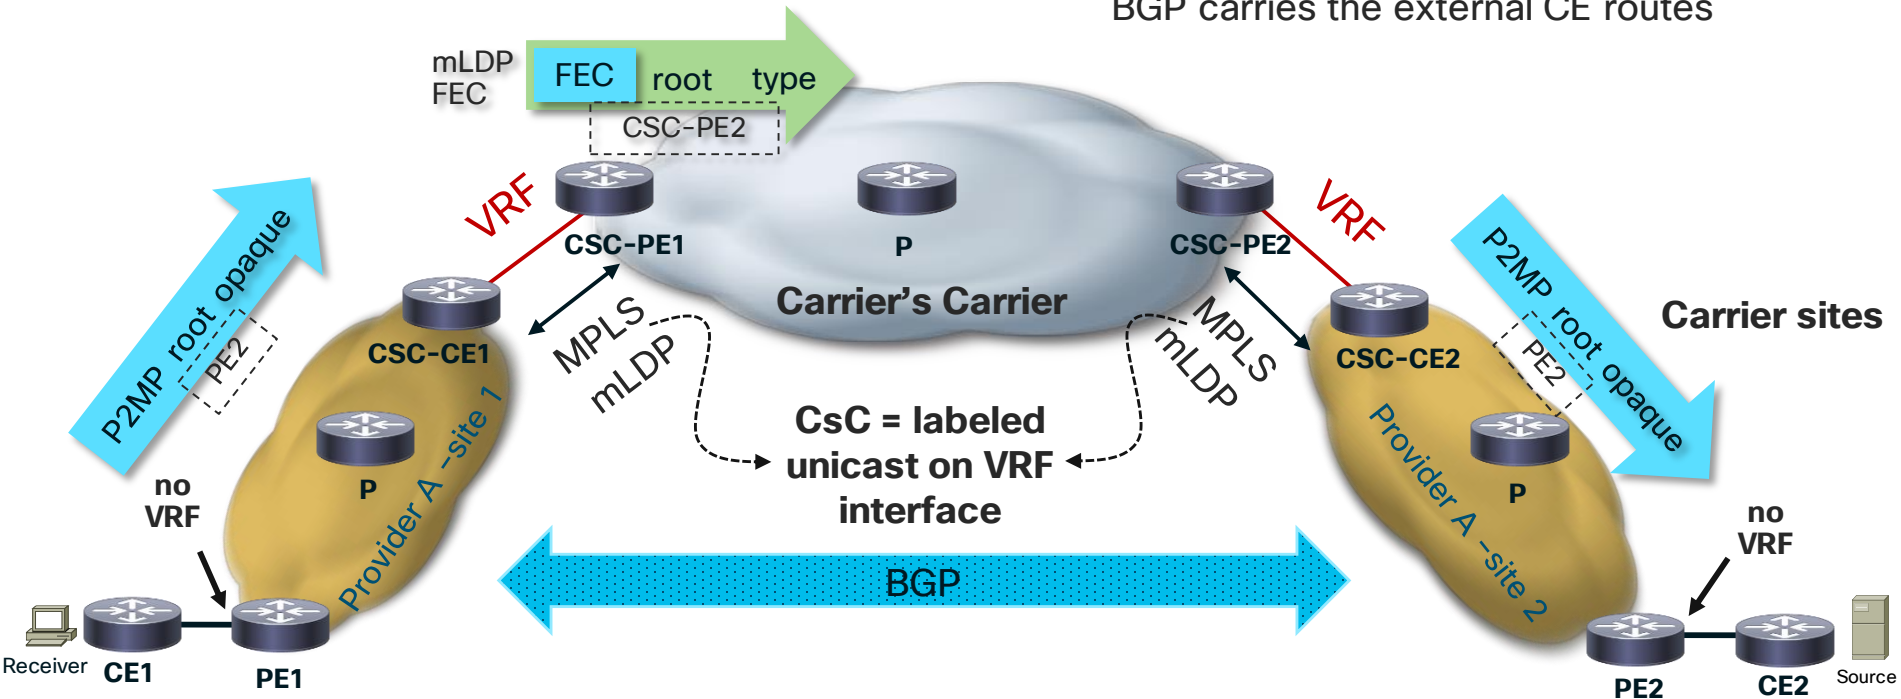 BGP carries the external CE routes
mLDP
FEC
FEC root type
CSC-PE2
VRF
VRF
CSC-PE1
P
CSC-PE2
Carrier's Carrier
P2MP root opaque
PE2
CSC-CE1
MPLS
mLDP
MPLS
mLDP
CSC-CE2
P2MP root opaque
PE2
Carrier sites
CsC = labeled
unicast on VRF
interface
P
Provider A –site 1
no
VRF
P
Provider A –site 2
no
VRF
BGP
Receiver
CE1
PE1
PE2
CE2
Source